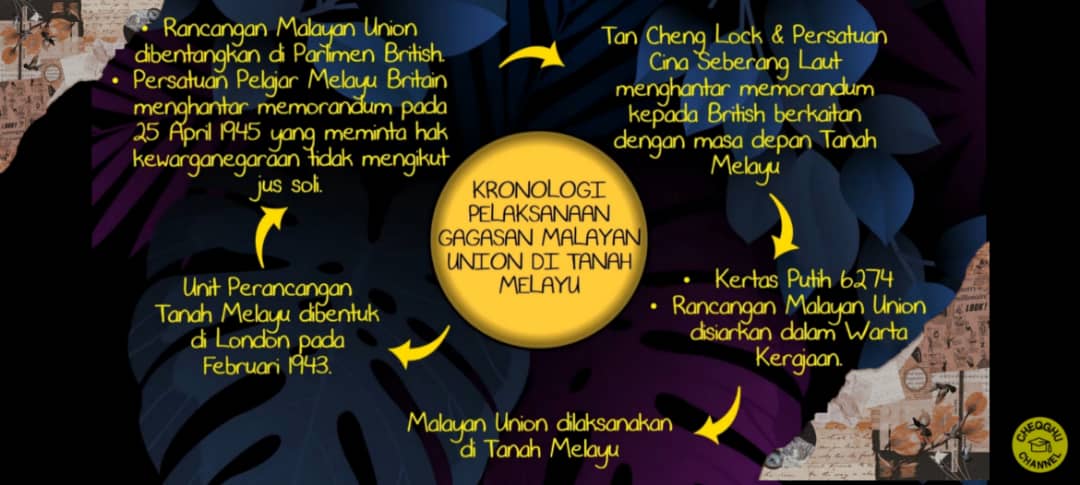 KRONOLOGI
PELAKSANAAN
GAGASAN MALAYAN
UNION DI TANAH
MELAYU
Unit Perancangan
Tanah Melayu dibentuk
di London pada
Februari 1943.
• Rancangan Malayan Union
dibentangkan di Parlimen British.
• Persatuan Pelajar Melayu Britain
menghantar memorandum pada
25 April 1945 yang meminta hak
kewarganegaraan tidak mengikut
jus soli.
Tan Cheng Lock & Persatuan
Cina Seberang Laut
menghantar memorandum
kepada British berkaitan
dengan masa depan Tanah
Melayu
• Kertas Putih 6274
• Rancangan Malayan Union
disiarkan dalam Warta
Kerajaan.
Malayan Union dilaksanakan
di Tanah Melayu
CHEQGHU
CHANNEL
LOOK!